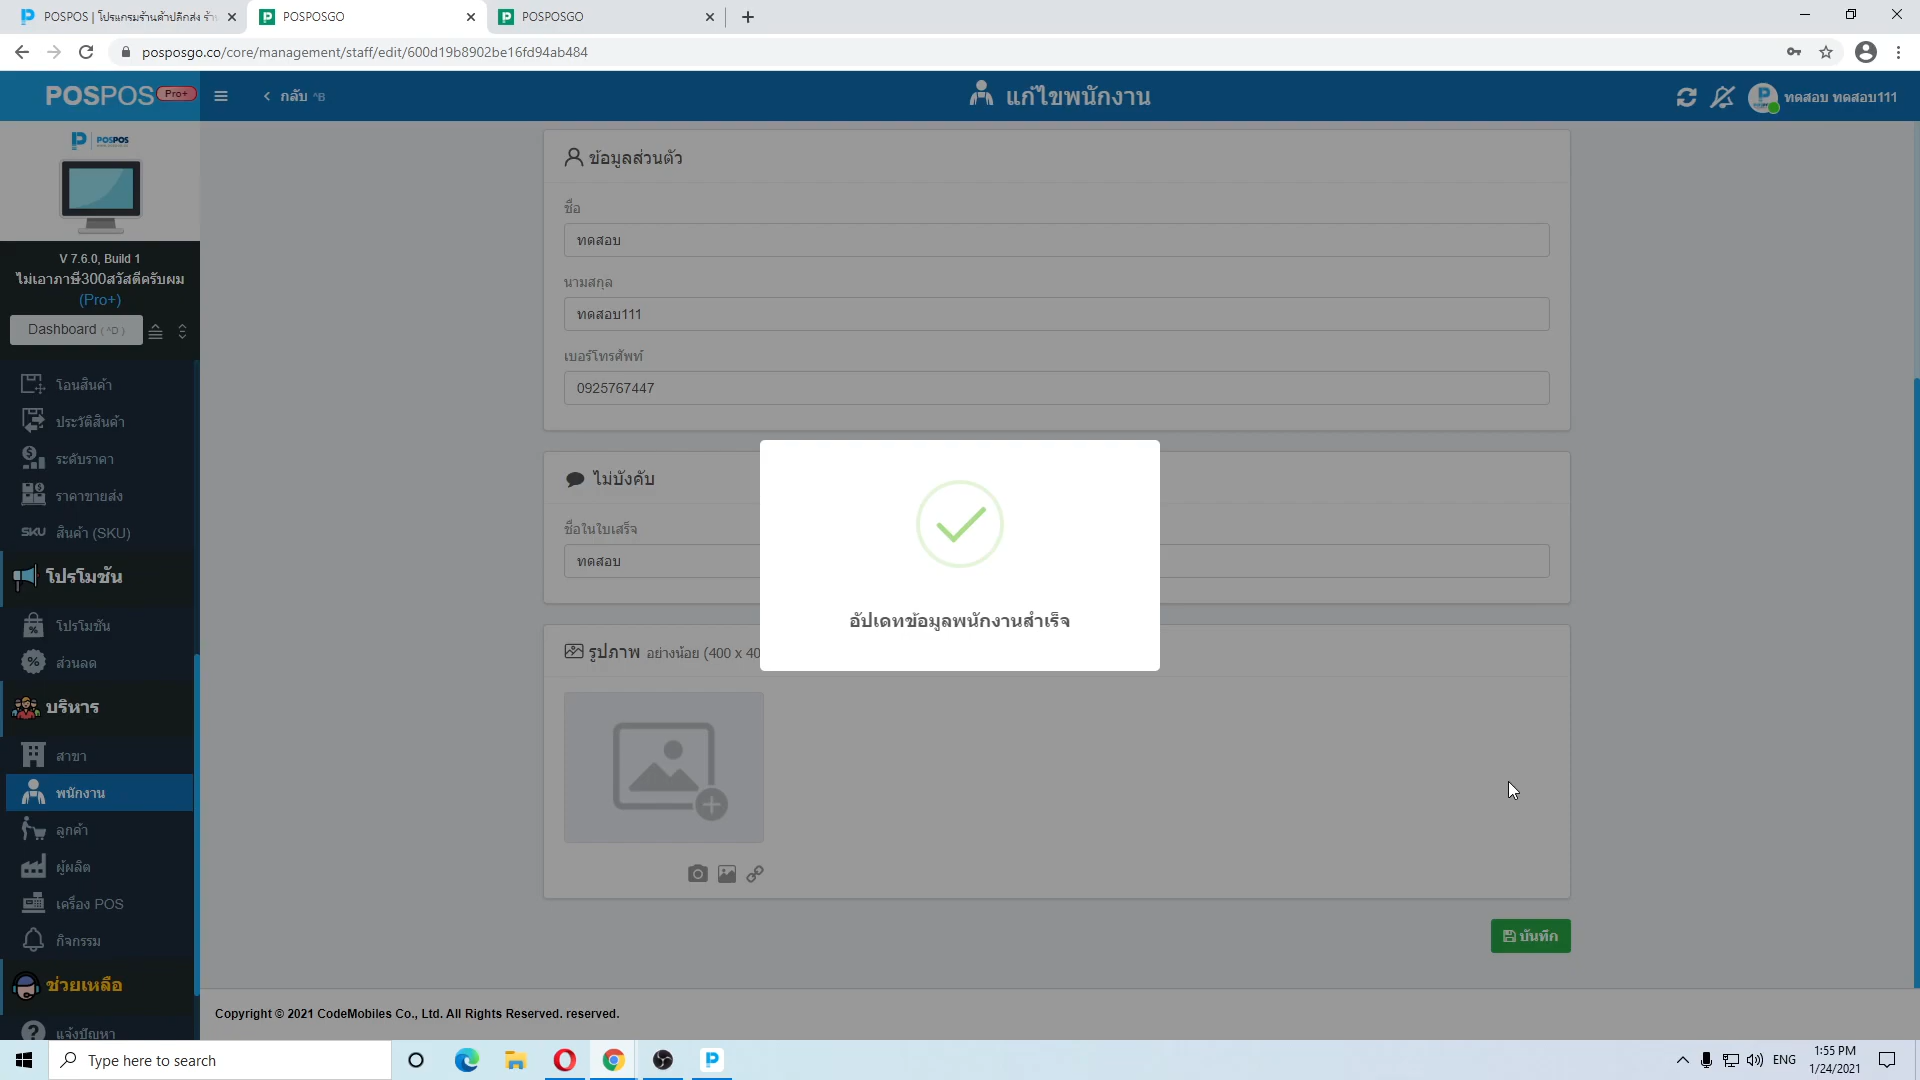 POSPOS | โปรแกรมร้านค้าปลีกส่ง ร้าน
POSPOSGO
POSPOSGO
posposgo.co/core/management/staff/edit/600d19b8902be16fd94ab484
POSPOS Pro+
กลับ ^B
แก้ไขพนักงาน
ทดสอบ ทดสอบ111
POSPOS
V 7.6.0, Build 1
ไม่เอาภาษี300สวัสดีครับผม
(Pro+)
Dashboard ( ^D )
โอนสินค้า
ประวัติสินค้า
ระดับราคา
ราคาขายส่ง
SKU สินค้า (SKU)
โปรโมชัน
โปรโมชัน
ส่วนลด
บริหาร
สาขา
พนักงาน
ลูกค้า
ผู้ผลิต
เครื่อง POS
กิจกรรม
ช่วยเหลือ
แจ้งปัญหา
ข้อมูลส่วนตัว
ชื่อ
ทดสอบ
นามสกุล
ทดสอบ111
เบอร์โทรศัพท์
0925767447
ไม่บังคับ
ชื่อในใบเสร็จ
ทดสอบ
รูปภาพ อย่างน้อย (400 x 40
อัปเดทข้อมูลพนักงานสำเร็จ
บันทึก
Copyright © 2021 CodeMobiles Co., Ltd. All Rights Reserved. reserved.
Type here to search
ENG
1:55 PM
1/24/2021